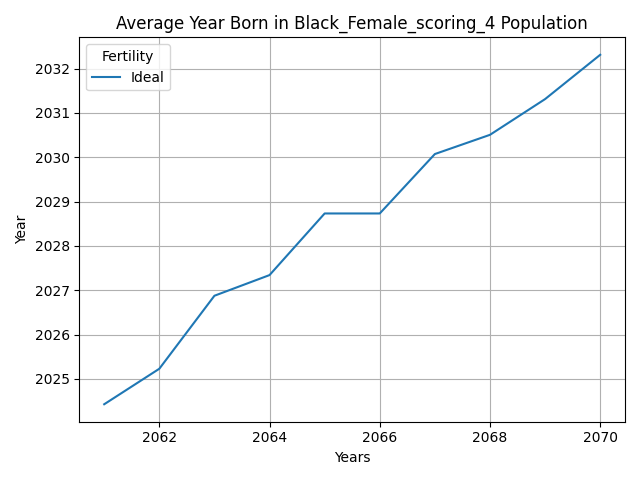 Average Year Born in Black_Female_scoring_4 Population
Fertility
Ideal
2032
2031
2030
2029
2028
2027
2026
2025
Year
2062 2064 2066 2068 2070
Years